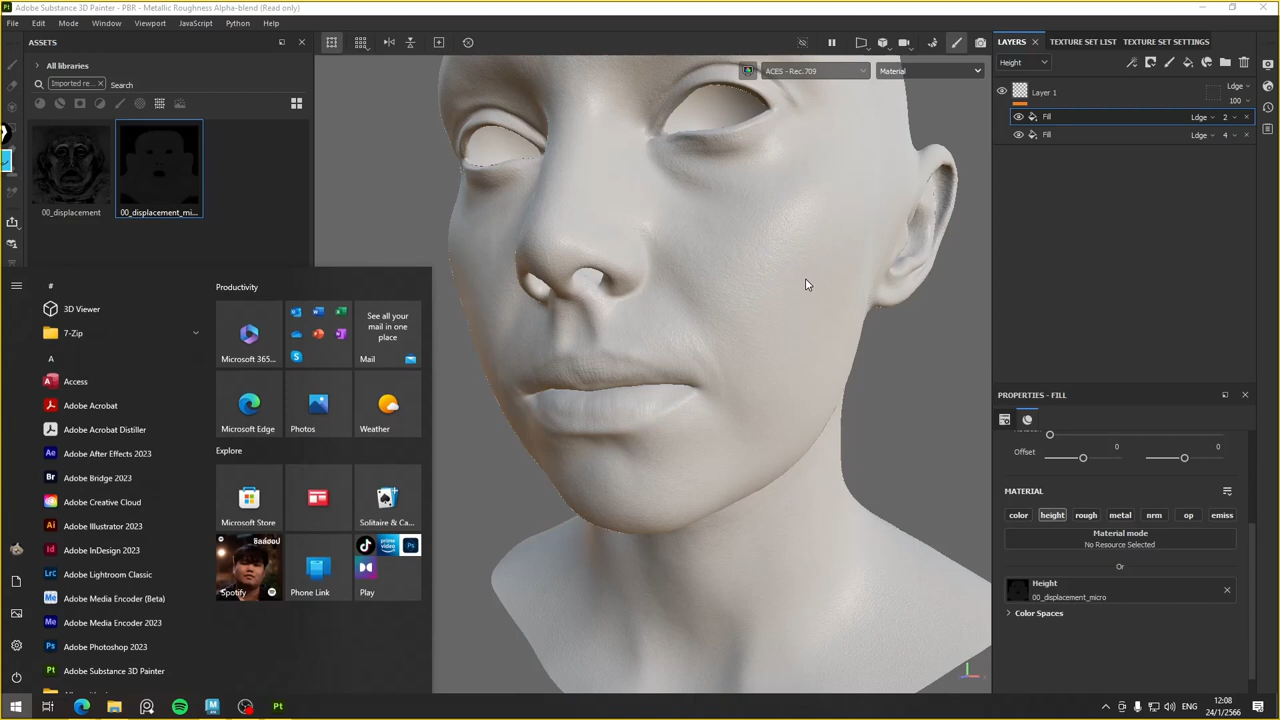 Adobe Substance 3D Painter - PBR - Metallic Roughness Alpha-blend (Read only)
File Edit Mode Window Viewport JavaScript Python Help
ASSETS
All libraries
Imported re...
Search
00_displacement
00_displacement_mi...
ACES - Rec.709
Material
LAYERS
TEXTURE SET LIST
TEXTURE SET SETTINGS
Height
Layer 1
Ldge
100
Fill
Ldge
2
Fill
Ldge
4
PROPERTIES - FILL
Offset
0
0
MATERIAL
color height rough metal nrm op emiss
Material mode
No Resource Selected
Or
Height
00_displacement_micro
Color Spaces
#
3D Viewer
7-Zip
A
Access
Adobe Acrobat
Adobe Acrobat Distiller
Adobe After Effects 2023
Adobe Bridge 2023
Adobe Creative Cloud
Adobe Illustrator 2023
Adobe InDesign 2023
Adobe Lightroom Classic
Adobe Media Encoder (Beta)
Adobe Media Encoder 2023
Adobe Photoshop 2023
Adobe Substance 3D Painter
Productivity
Microsoft 365...
See all your mail in one place
Mail
Microsoft Edge
Photos
Weather
Explore
Microsoft Store
Solitaire & Ca...
Spotify
Phone Link
Play
ENG
12:08
24/1/2566